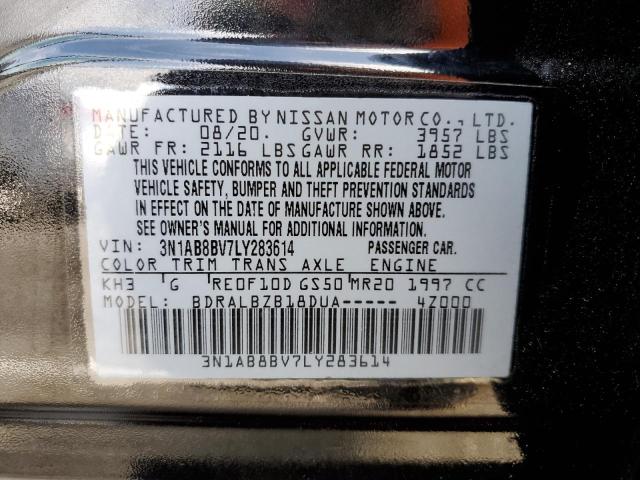 MANUFACTURED BY NISSAN MOTOR CO., LTD.
DATE: 08/20. GVWR: 3957 LBS
GAWR FR: 2116 LBS GAWR RR: 1852 LBS
THIS VEHICLE CONFORMS TO ALL APPLICABLE FEDERAL MOTOR
VEHICLE SAFETY, BUMPER AND THEFT PREVENTION STANDARDS
IN EFFECT ON THE DATE OF MANUFACTURE SHOWN ABOVE.
SEE OWNER'S MANUAL FOR ADDITIONAL INFORMATION.
VIN: 3N1AB8BV7LY283614 PASSENGER CAR.
COLOR TRIM TRANS AXLE ENGINE
KH3 G RE0F10D GS50 MR20 1997 CC
MODEL: BDRALBZB18DUA----- 4Z000
3N1AB8BV7LY283614